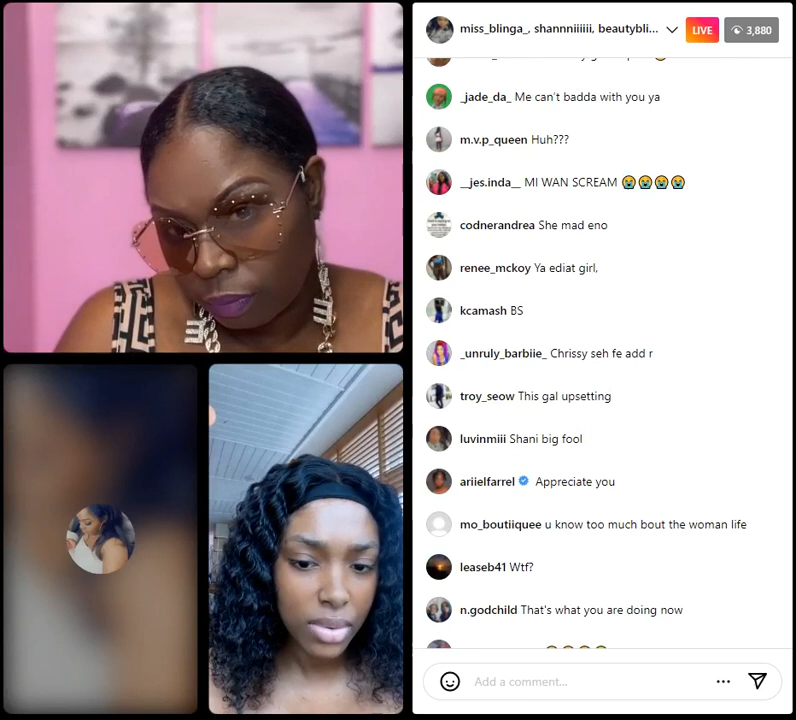 miss_blinga_, shannniiiiii, beautybli...
LIVE
3,880
_jade_da_ Me can't badda with you ya
m.v.p_queen Huh???
__jes.inda__ MI WAN SCREAM 😭😭😭😭
codnerandrea She mad eno
renee_mckoy Ya ediat girl,
kcamash BS
_unruly_barbiie_ Chrissy seh fe add r
troy_seow This gal upsetting
luvinmiii Shani big fool
ariielfarrel Appreciate you
mo_boutiiquee u know too much bout the woman life
leaseb41 Wtf?
n.godchild That's what you are doing now
Add a comment...